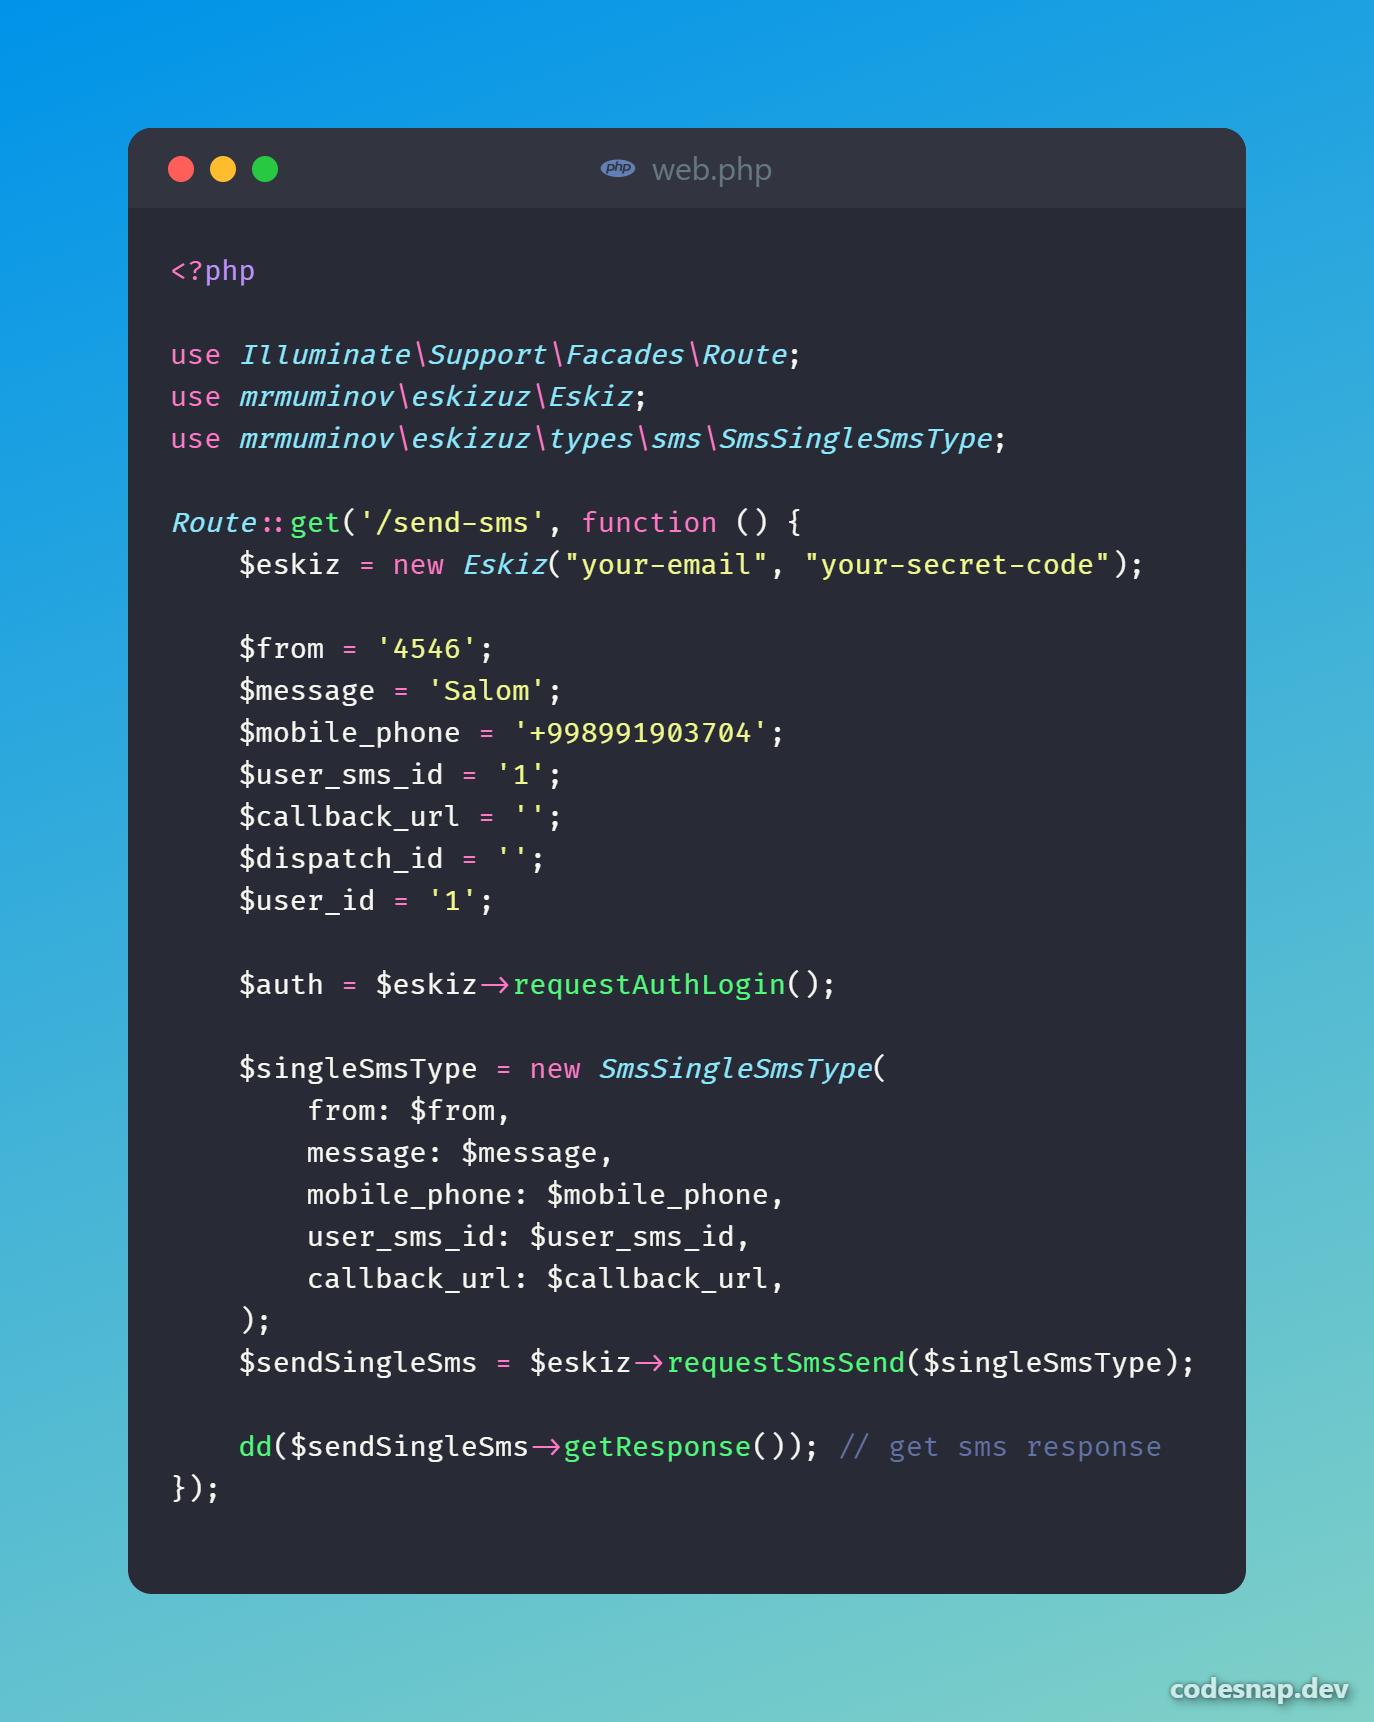 php web.php
<?php
use Illuminate\Support\Facades\Route;
use mrmuminov\eskizuz\Eskiz;
use mrmuminov\eskizuz\types\sms\SmsSingleSmsType;
Route::get('/send-sms', function () {
$eskiz = new Eskiz("your-email", "your-secret-code");
$from = '4546';
$message = 'Salom';
$mobile_phone = '+998991903704';
$user_sms_id = '1';
$callback_url = '';
$dispatch_id = '';
$user_id = '1';
$auth = $eskiz->requestAuthLogin();
$singleSmsType = new SmsSingleSmsType(
from: $from,
message: $message,
mobile_phone: $mobile_phone,
user_sms_id: $user_sms_id,
callback_url: $callback_url,
);
$sendSingleSms = $eskiz->requestSmsSend($singleSmsType);
dd($sendSingleSms->getResponse()); // get sms response
});
codesnap.dev